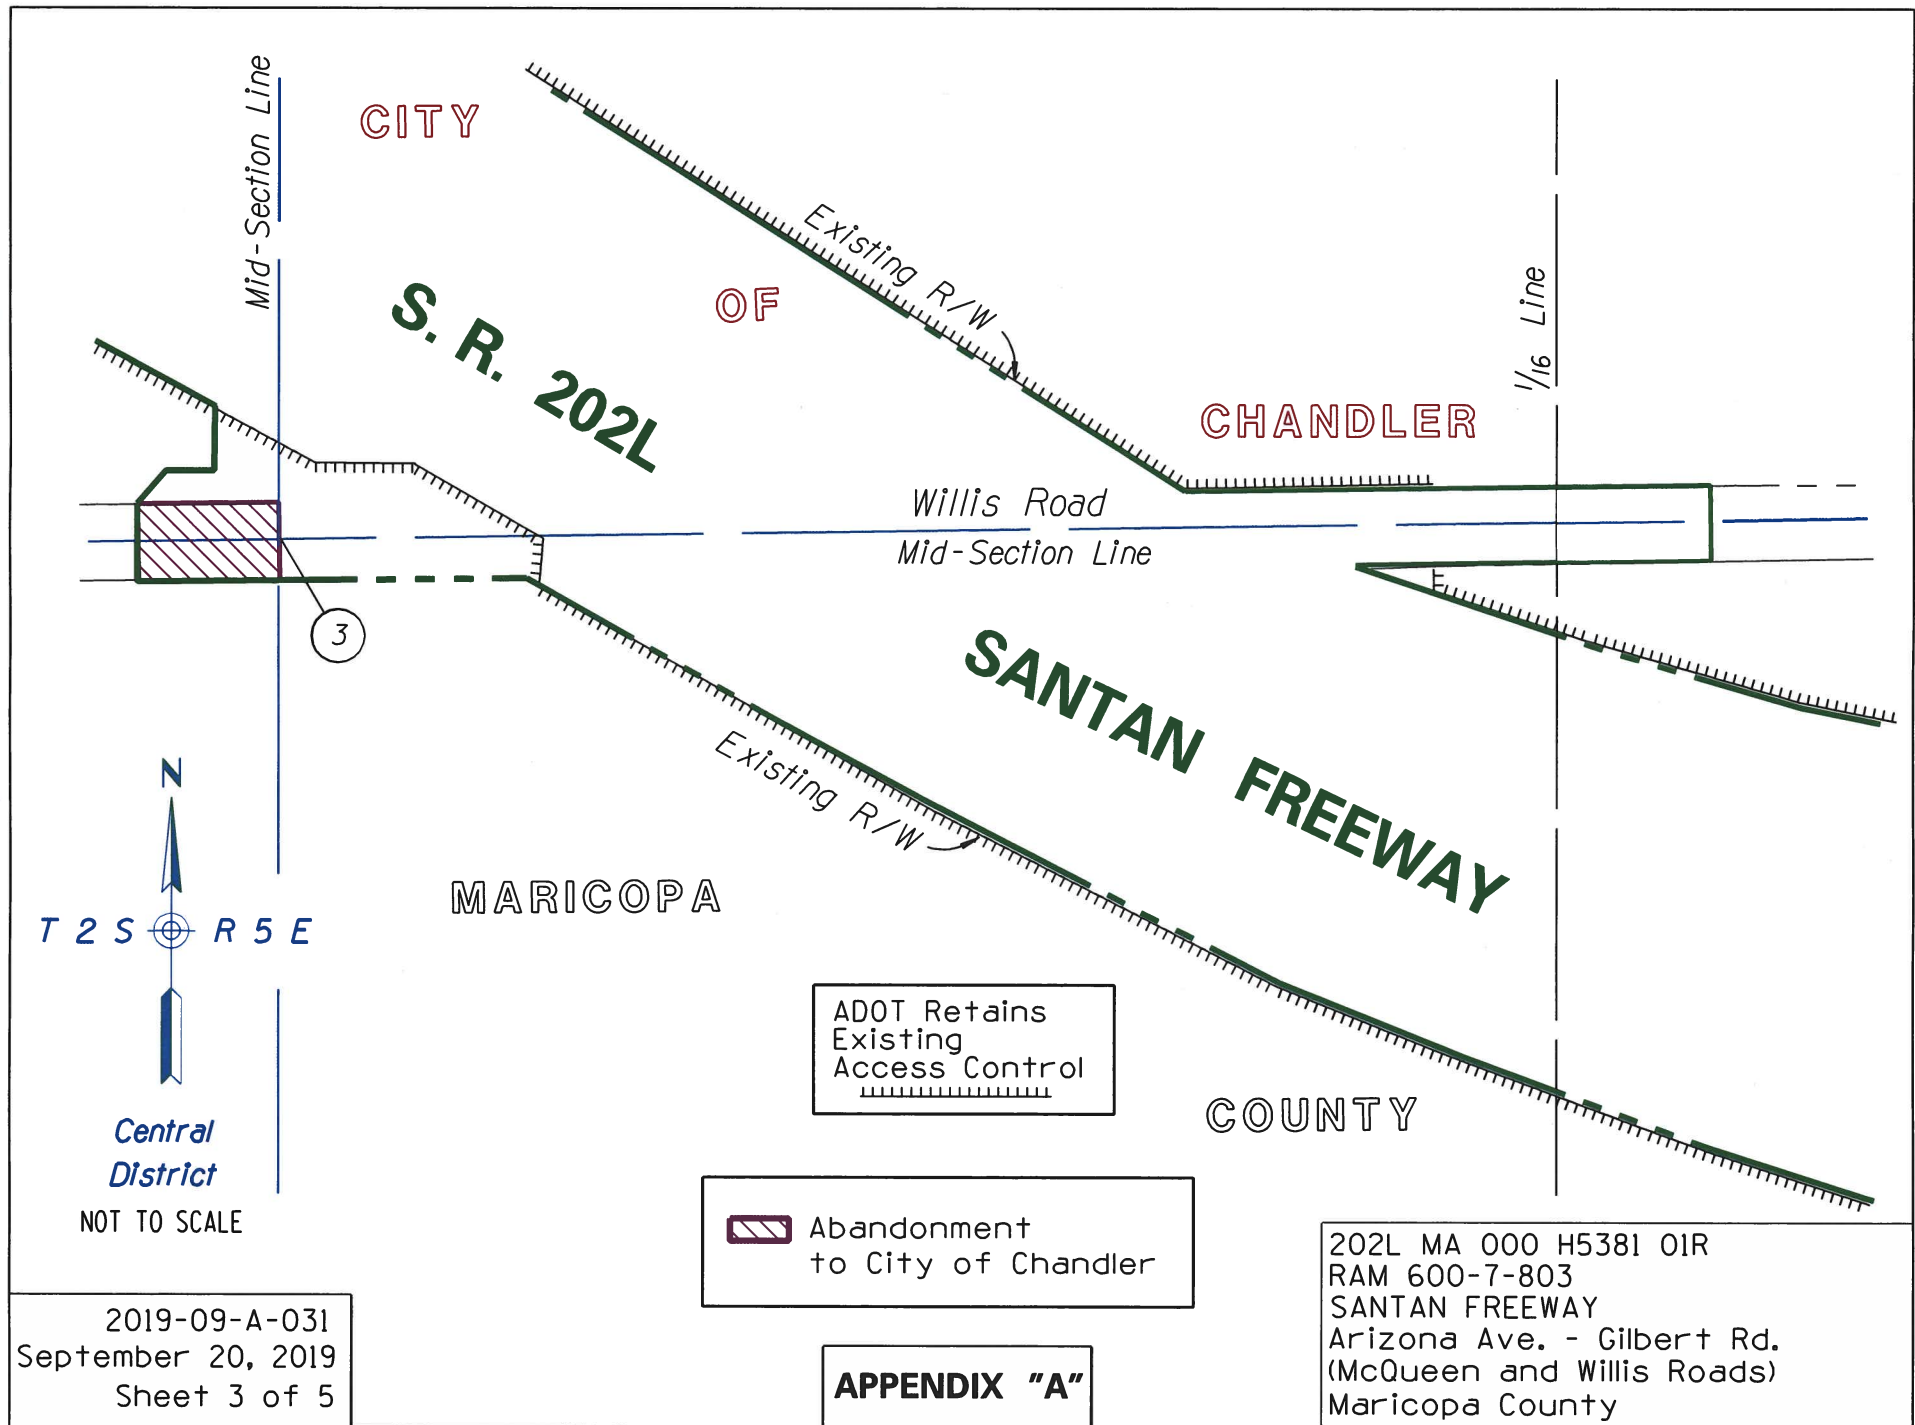 Mid-Section Line
CITY
OF
CHANDLER
Existing R/W
1/16 Line
S. R. 202L
Willis Road
Mid-Section Line
3
SANTAN FREEWAY
Existing R/W
MARICOPA
COUNTY
N
T 2 S R 5 E
Central
District
NOT TO SCALE
ADOT Retains
Existing
Access Control
Abandonment
to City of Chandler
2019-09-A-031
September 20, 2019
Sheet 3 of 5
APPENDIX "A"
202L MA 000 H5381 01R
RAM 600-7-803
SANTAN FREEWAY
Arizona Ave. - Gilbert Rd.
(McQueen and Willis Roads)
Maricopa County